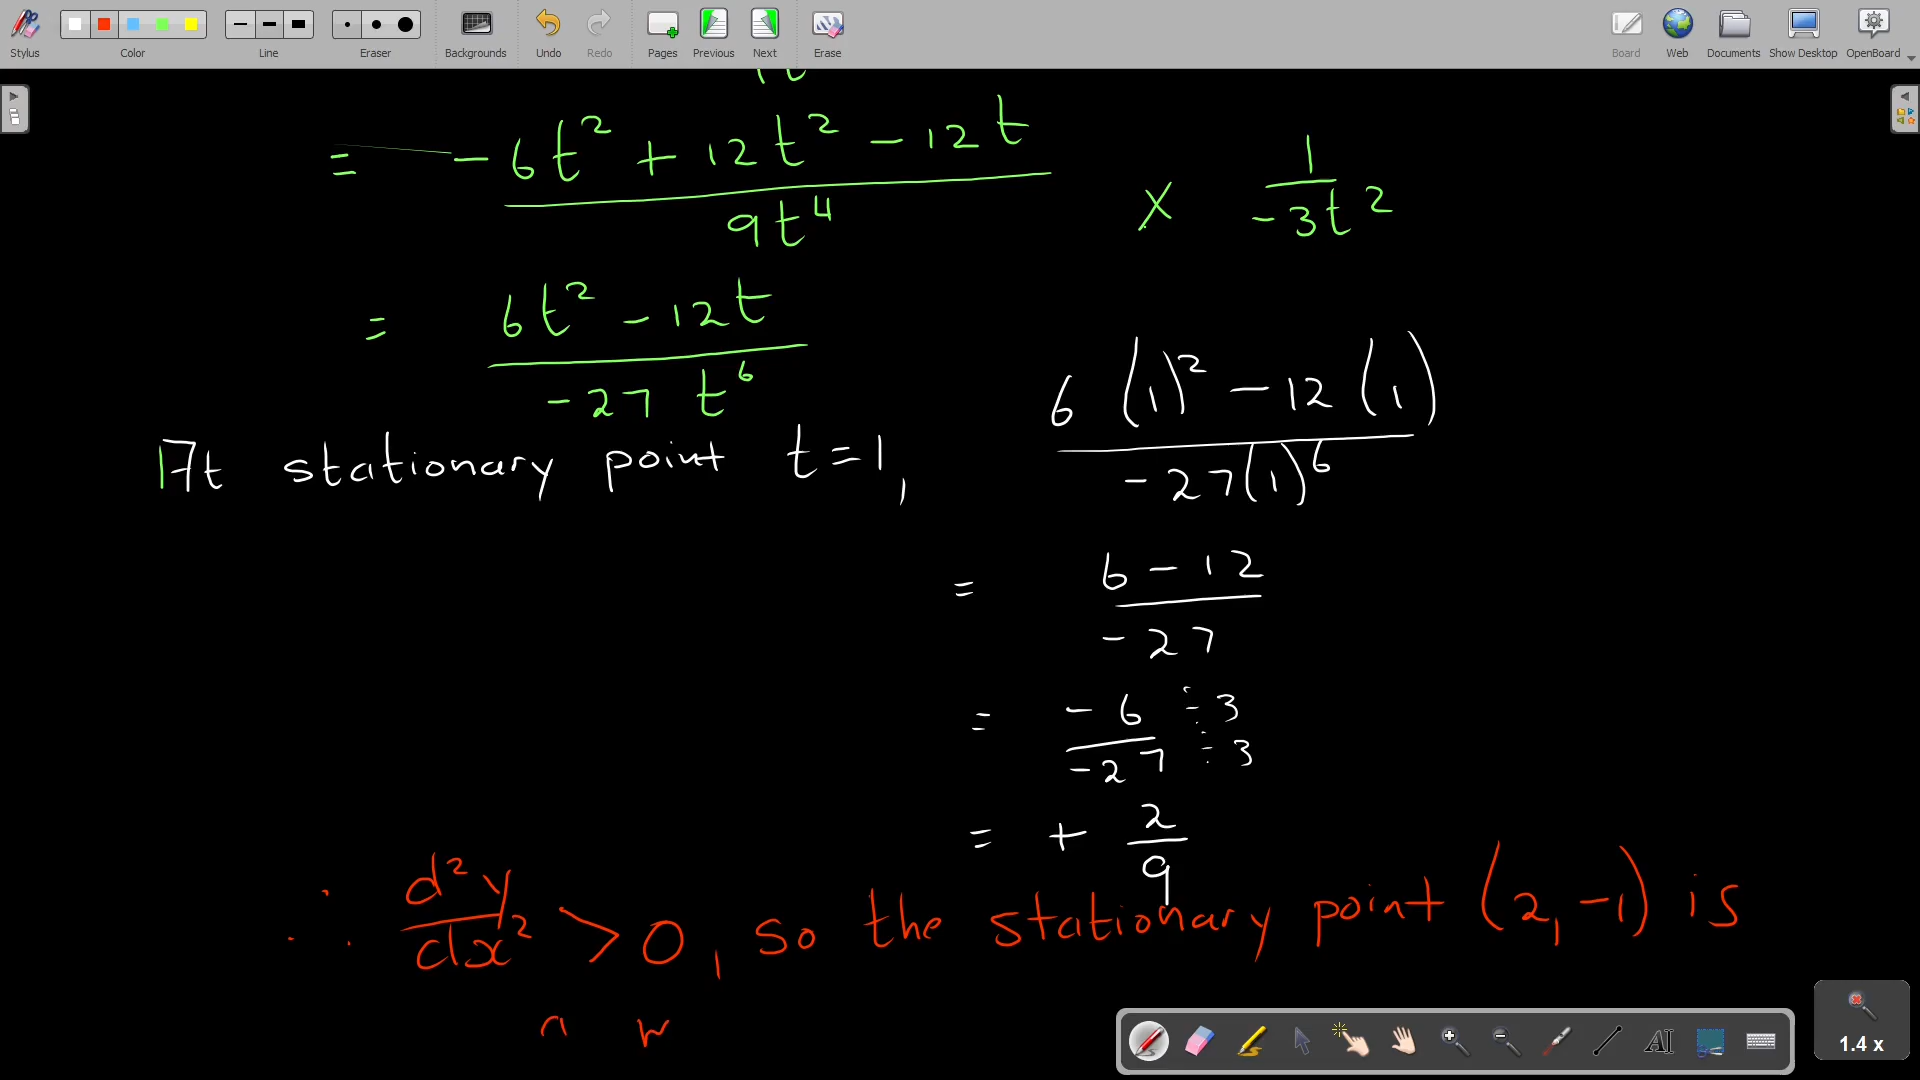 Stylus Color Line Eraser Backgrounds Undo Redo Pages Previous Next Erase Board Web Documents Show Desktop OpenBoard
= - 6t² + 12t² - 12t / 9t⁴ × 1 / -3t²
= 6t² - 12t / -27 t⁶
At stationary point t=1, 6 (1)² - 12 (1) / -27(1)⁶
= 6 - 12 / -27
= -6 ÷ 3 / -27 ÷ 3
= + 2/9
∴ d²y/dx² > 0, so the stationary point (2, -1) is
1.4 x